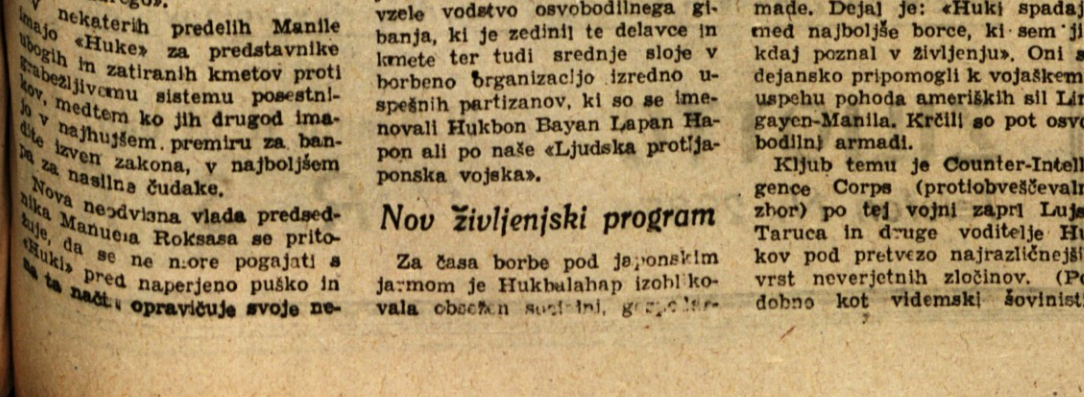 V nekaterih predelih Manile
imajo «Huke» za predstavnike
ubogih in zatiranih kmetov proti
grabežljivemu sistemu posestni-
kov, medtem ko jih drugod ima-
jo v najhujšem premiru za ban-
dite izven zakona, v najboljšem
pa za nasilne čudake.
Nova neodvisna vlada predsed-
nika Manuela Roksasa se prito-
žuje, da se ne more pogajati s
«Huki» pred naperjeno puško in
na ta način opravičuje svoje ne-
vzele vodstvo osvobodilnega gi-
banja, ki je zedinil te delavce in
kmete ter tudi srednje sloje v
borbeno organizacijo izredno u-
spešnih partizanov, ki so se ime-
novali Hukbon Bayan Lapan Ha-
pon ali po naše «Ljudska protija-
ponska vojska».
Nov življenjski program
Za časa borbe pod japonskim
jarmom je Hukbalahap izobliko-
vala obsežen socialni,
made. Dejal je: «Huki spadaj
med najboljše borce, ki sem ji
kdaj poznal v življenju». Oni s
dejansko pripomogli k vojaškem
uspehu pohoda ameriških sil Lin
gayen-Manila. Krčili so pot osvo
bodilni armadi.
Kljub temu je Counter-Intell
gence Corps (protiobveščevaln
zbor) po tej vojni zaprl Luj
Taruca in druge voditelje Hu
kov pod pretvezo najrazličnejši
vrst neverjetnih zločinov. (Po
dobno kot videmski šovinist